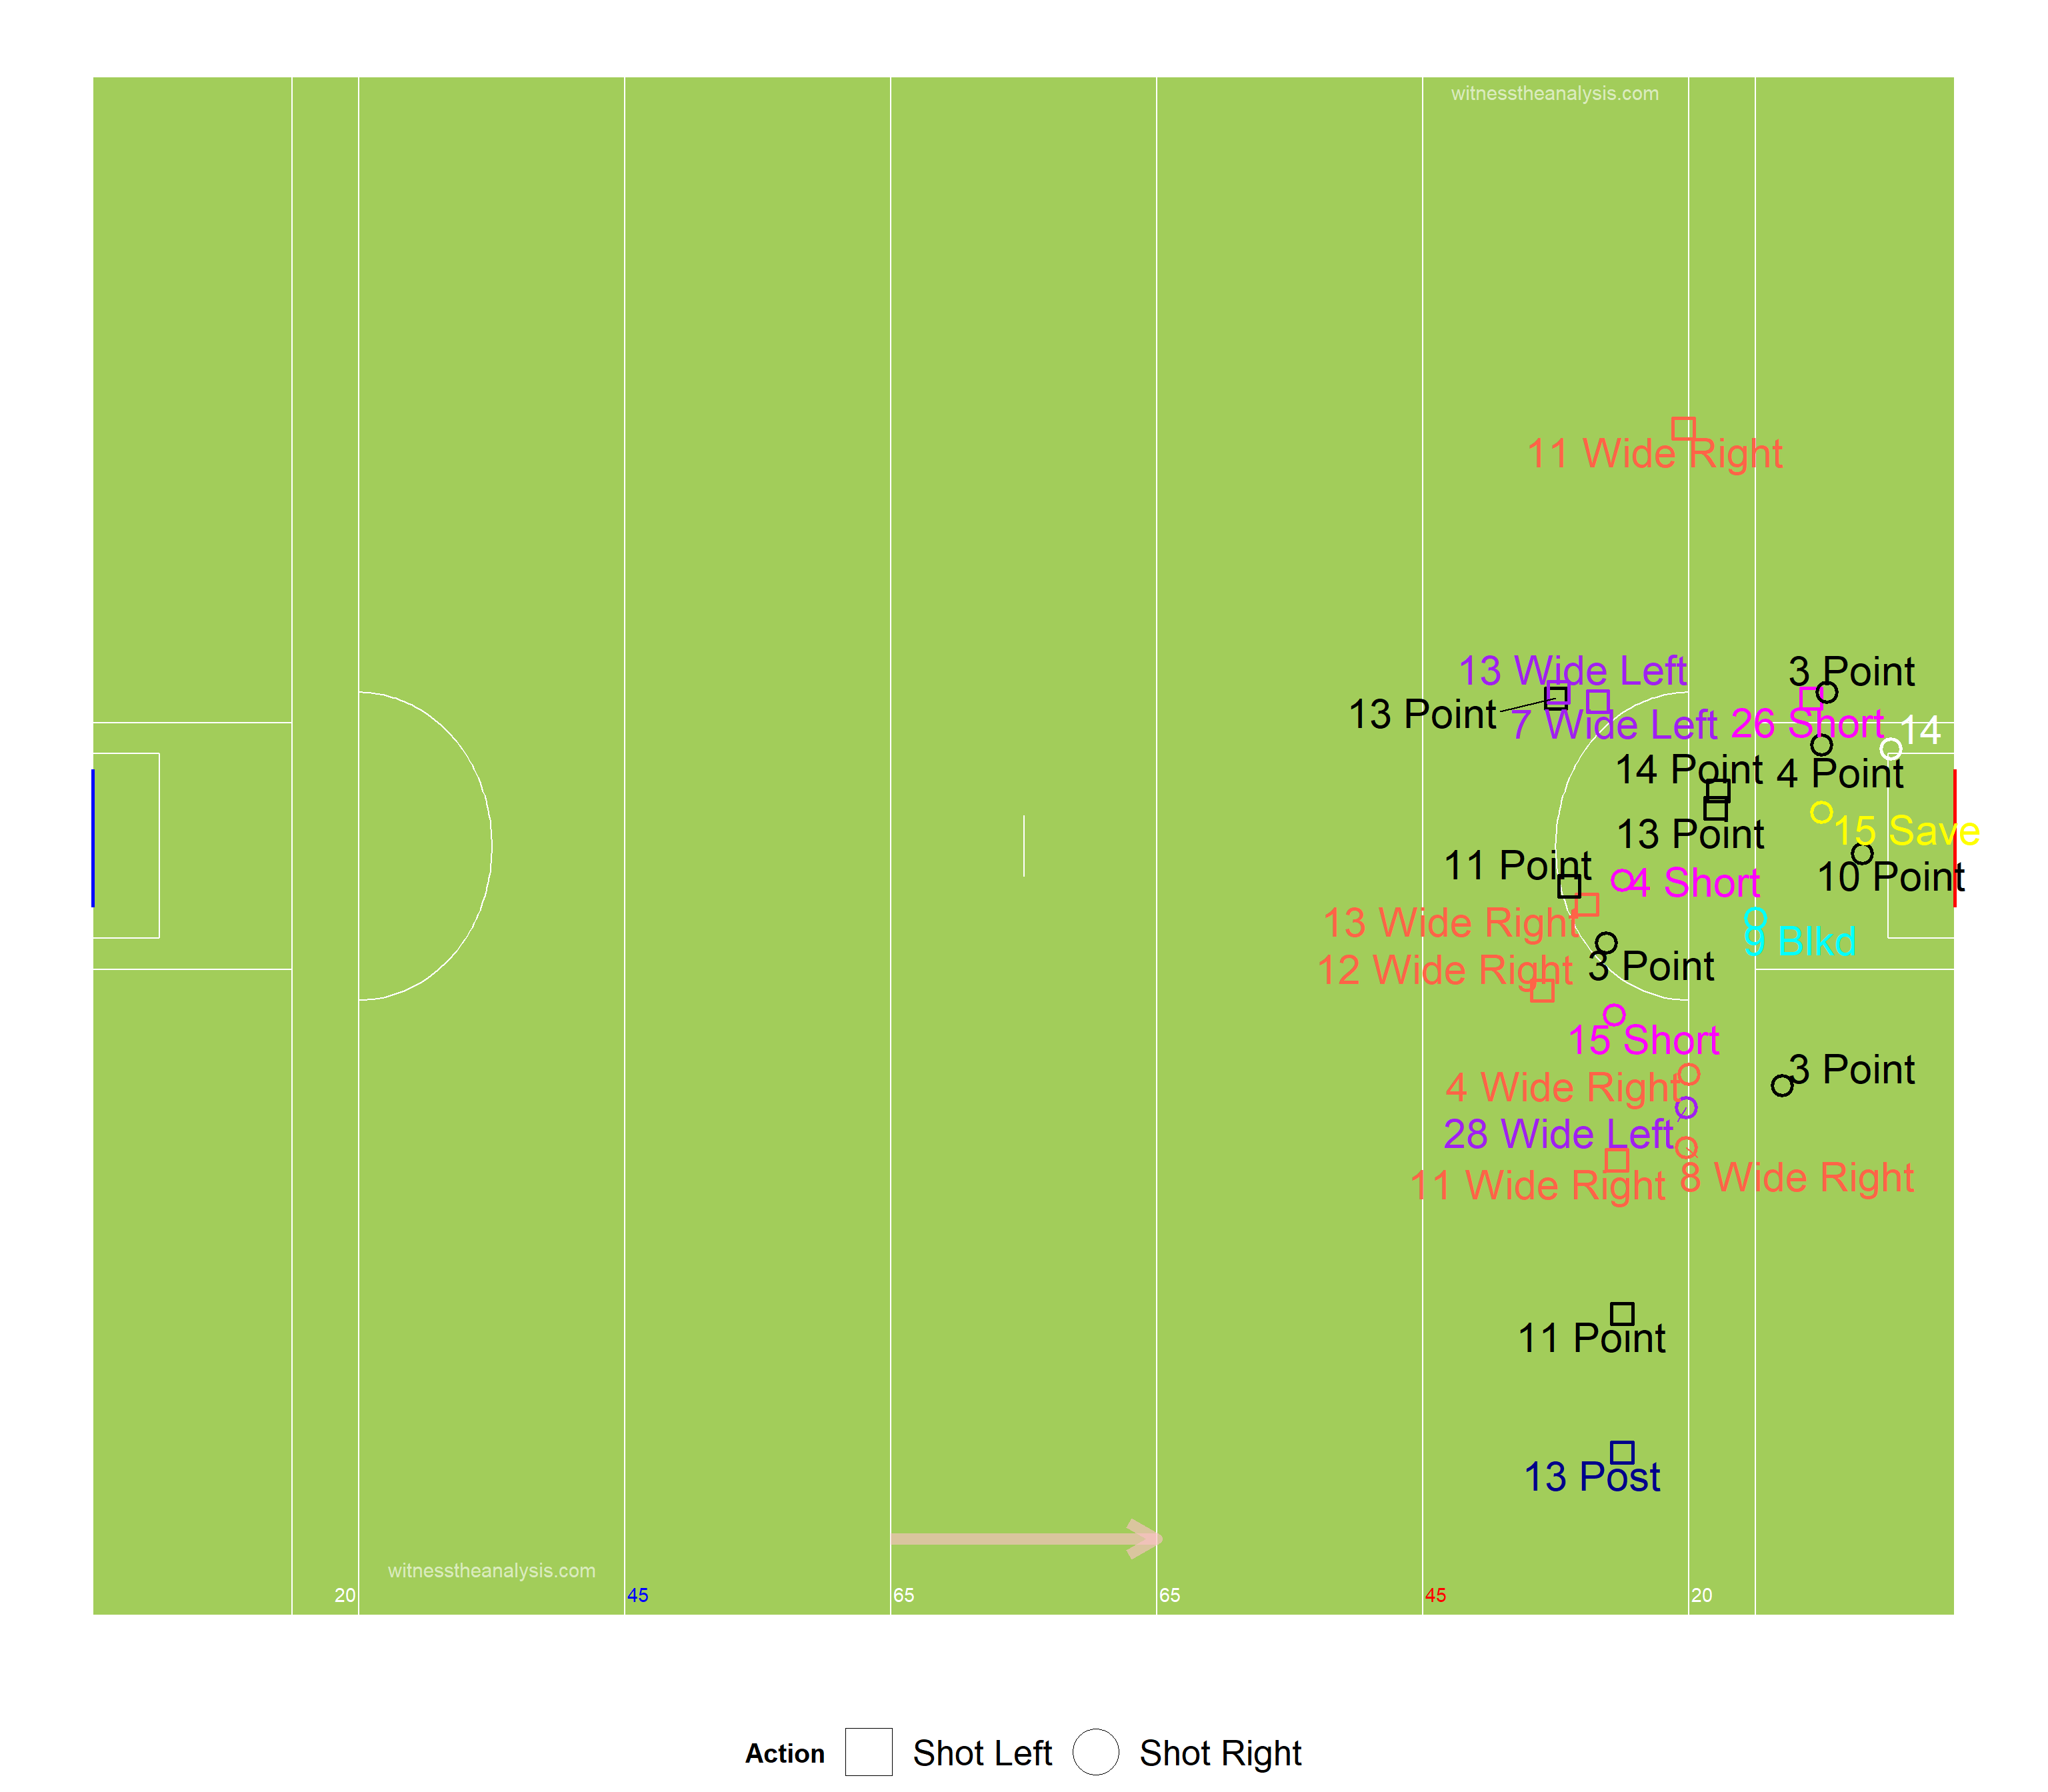 witnesstheanalysis.com
11 Wide Right
13 Wide Left
3 Point
13 Point
7 Wide Left
26 Short
14
14 Point
4 Point
13 Point
15 Save
11 Point
4 Short
10 Point
13 Wide Right
9 Blkd
12 Wide Right
3 Point
15 Short
3 Point
4 Wide Right
28 Wide Left
11 Wide Right
8 Wide Right
11 Point
13 Post
witnesstheanalysis.com
20
45
65
65
45
20
Action
Shot Left
Shot Right